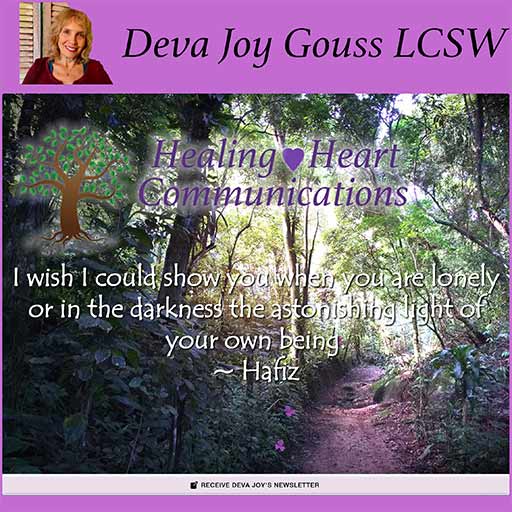 Deva Joy Gouss LCSW
Healing Heart
Communications
I wish I could show you when you are lonely
or in the darkness the astonishing light of
your own being.
~ Hafiz
RECEIVE DEVA JOY'S NEWSLETTER